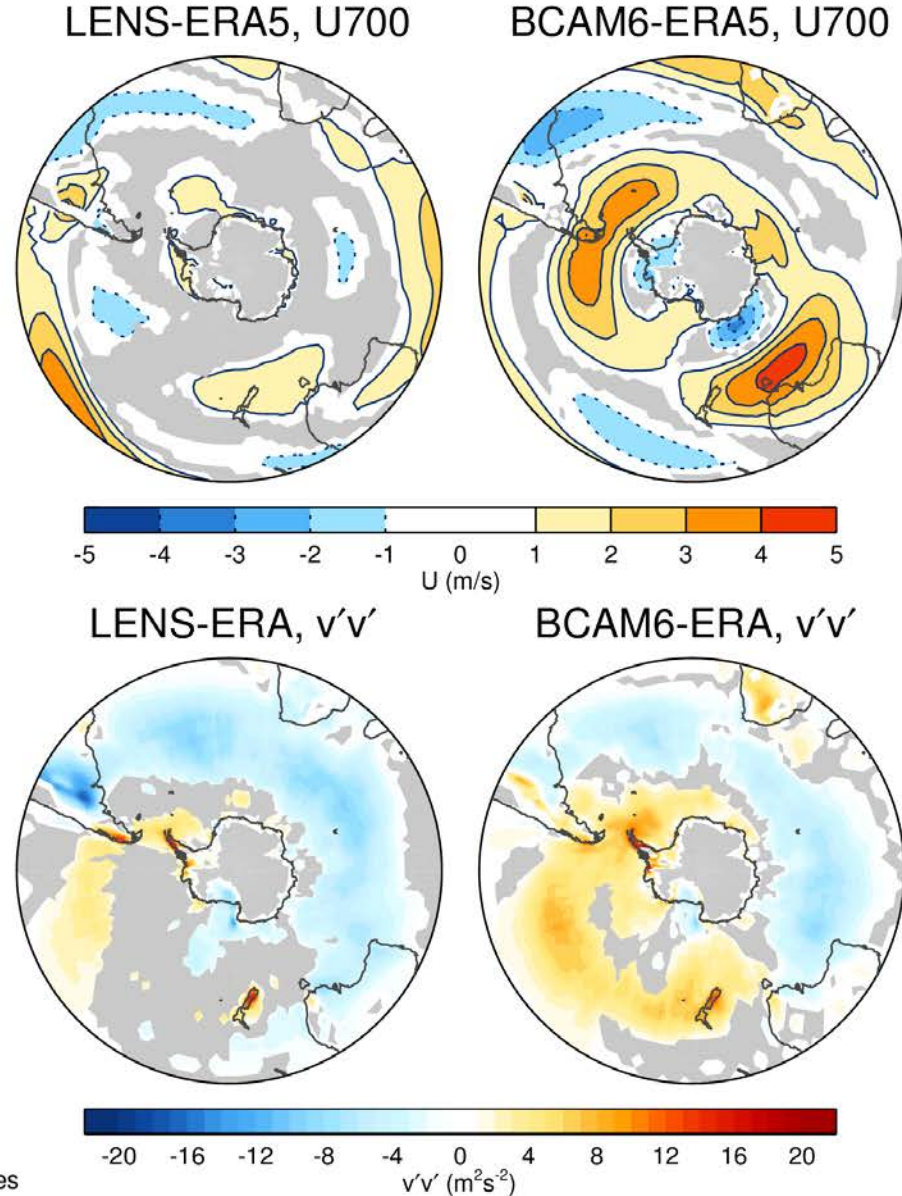 LENS-ERA5, U700 BCAM6-ERA5, U700
-5 -4 -3 -2 -1 0 1 2 3 4 5
U (m/s)
LENS-ERA, v′v′ BCAM6-ERA, v′v′
-20 -16 -12 -8 -4 0 4 8 12 16 20
es v′v′ (m²s⁻²)